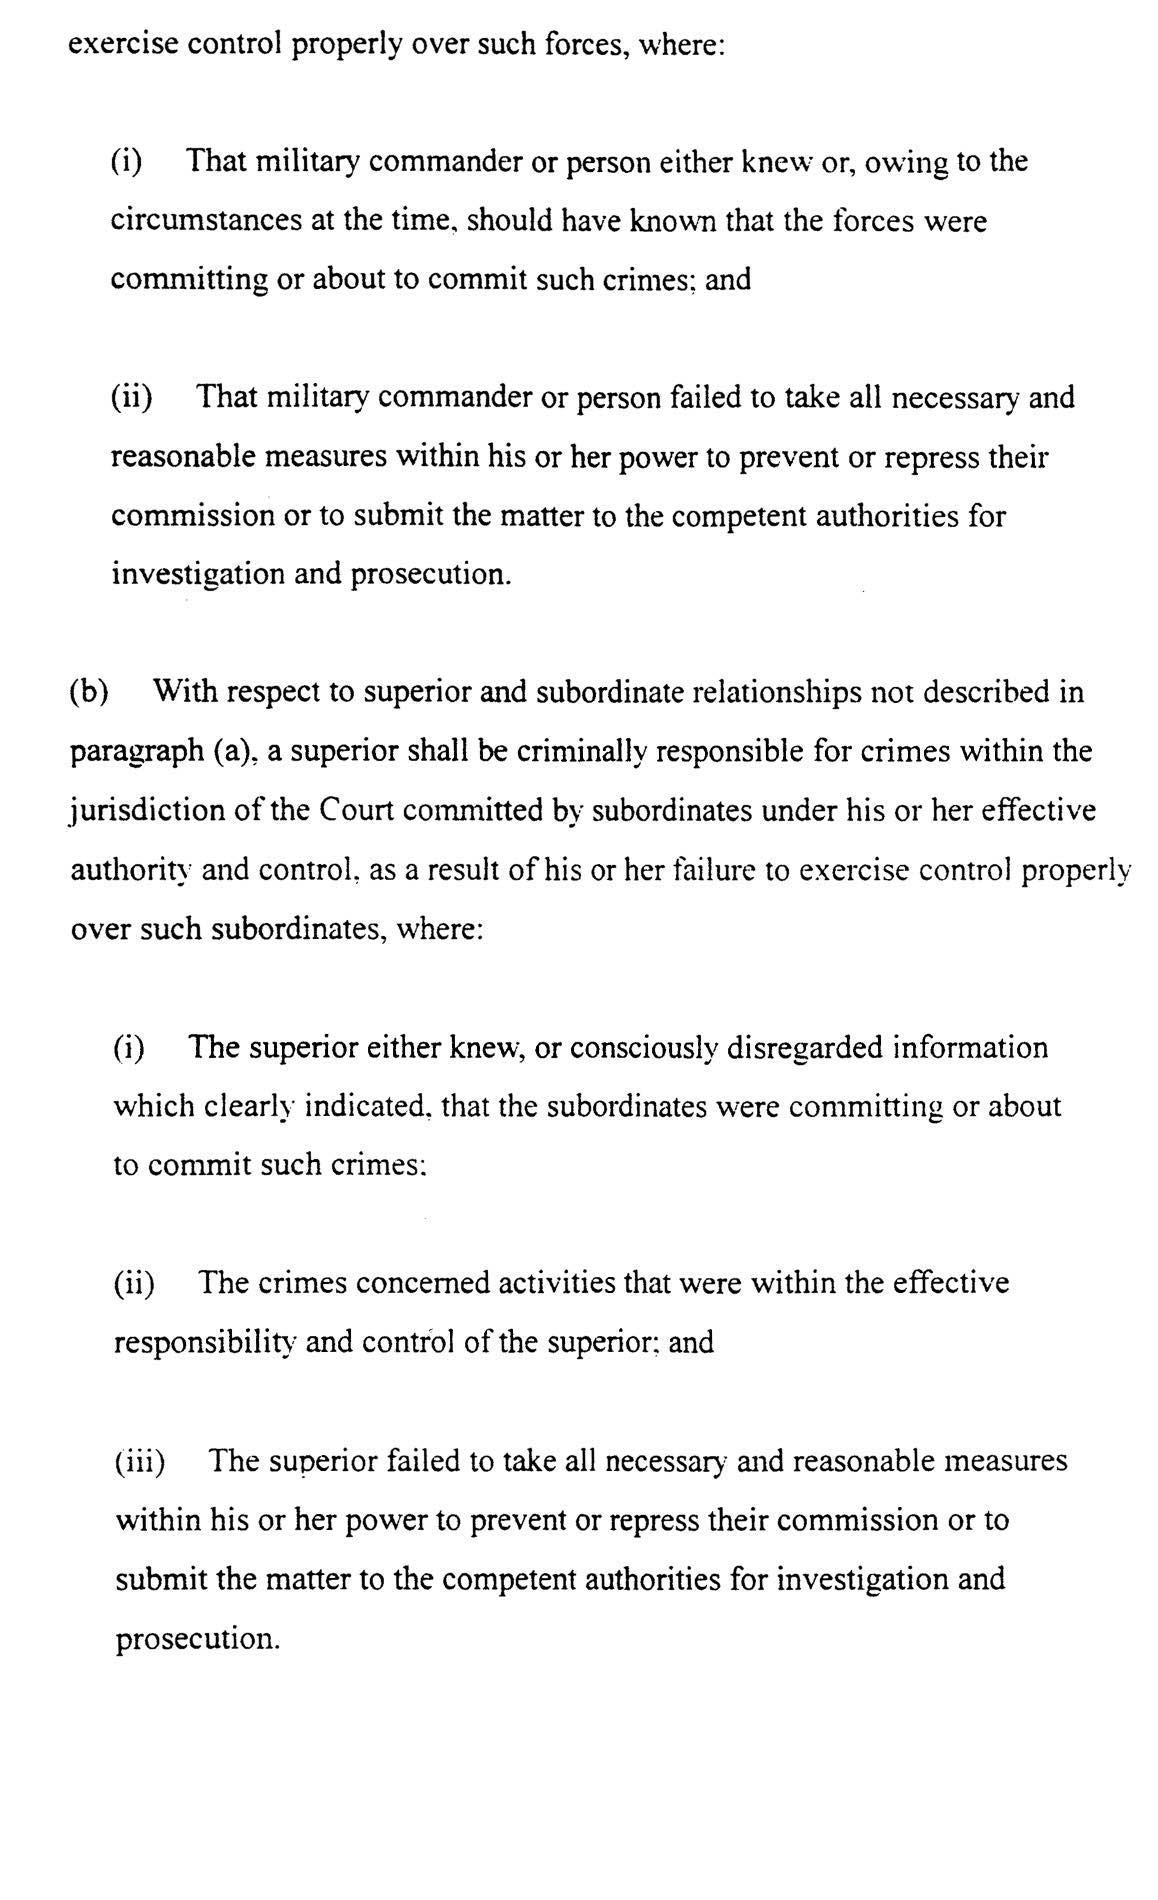 exercise control properly over such forces, where:
(i) That military commander or person either knew or, owing to the
circumstances at the time, should have known that the forces were
committing or about to commit such crimes; and
(ii) That military commander or person failed to take all necessary and
reasonable measures within his or her power to prevent or repress their
commission or to submit the matter to the competent authorities for
investigation and prosecution.
(b) With respect to superior and subordinate relationships not described in
paragraph (a), a superior shall be criminally responsible for crimes within the
jurisdiction of the Court committed by subordinates under his or her effective
authority and control, as a result of his or her failure to exercise control properly
over such subordinates, where:
(i) The superior either knew, or consciously disregarded information
which clearly indicated, that the subordinates were committing or about
to commit such crimes;
(ii) The crimes concerned activities that were within the effective
responsibility and control of the superior; and
(iii) The superior failed to take all necessary and reasonable measures
within his or her power to prevent or repress their commission or to
submit the matter to the competent authorities for investigation and
prosecution.